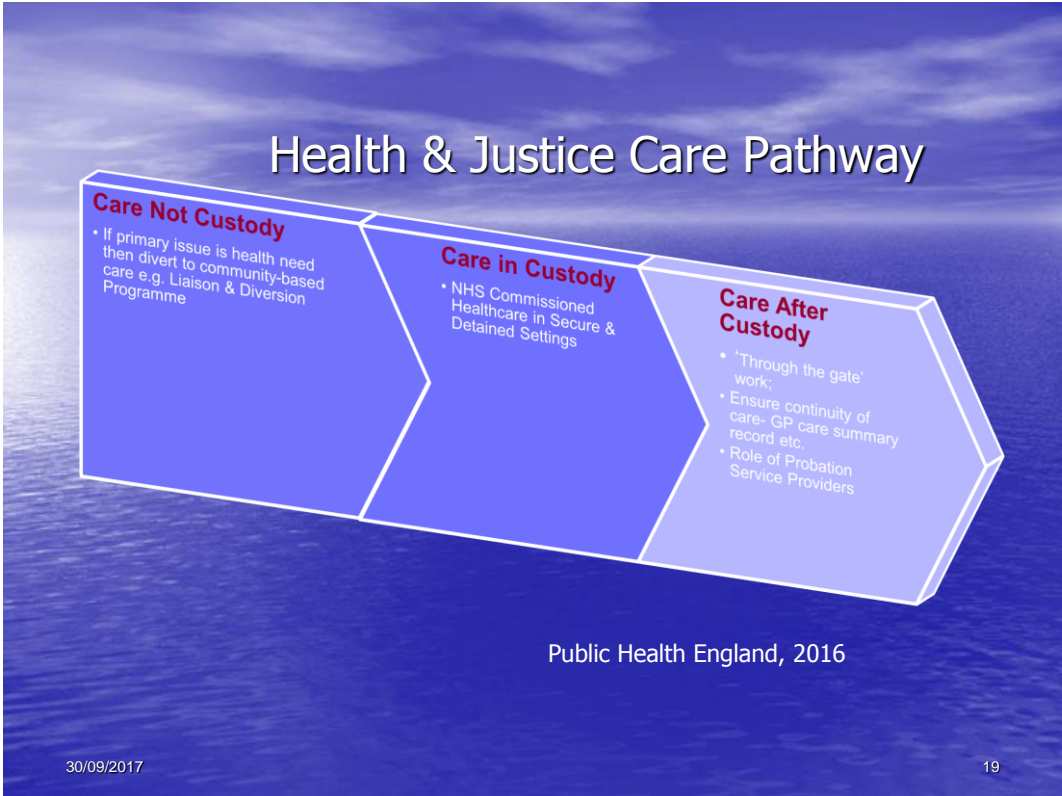 Health & Justice Care Pathway
Care Not Custody
• If primary issue is health need
then divert to community-based
care e.g. Liaison & Diversion
Programme
Care in Custody
• NHS Commissioned
Healthcare in Secure &
Detained Settings
Care After
Custody
• ‘Through the gate’
work;
• Ensure continuity of
care- GP care summary
record etc.
• Role of Probation
Service Providers
Public Health England, 2016
30/09/2017
19